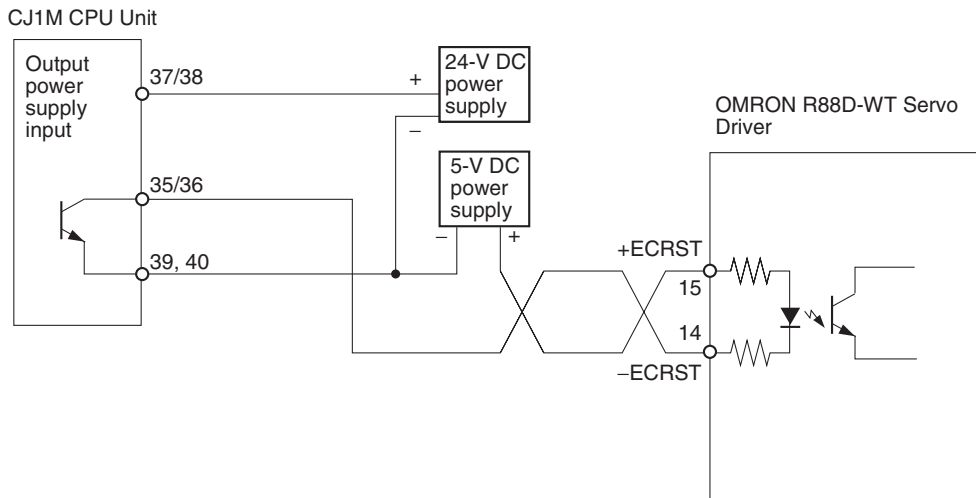 CJ1M CPU Unit
Output
power
supply
input
37/38
+
24-V DC
power
supply
−
OMRON R88D-WT Servo
Driver
35/36
5-V DC
power
supply
−
+
39, 40
+ECRST
15
14
−ECRST